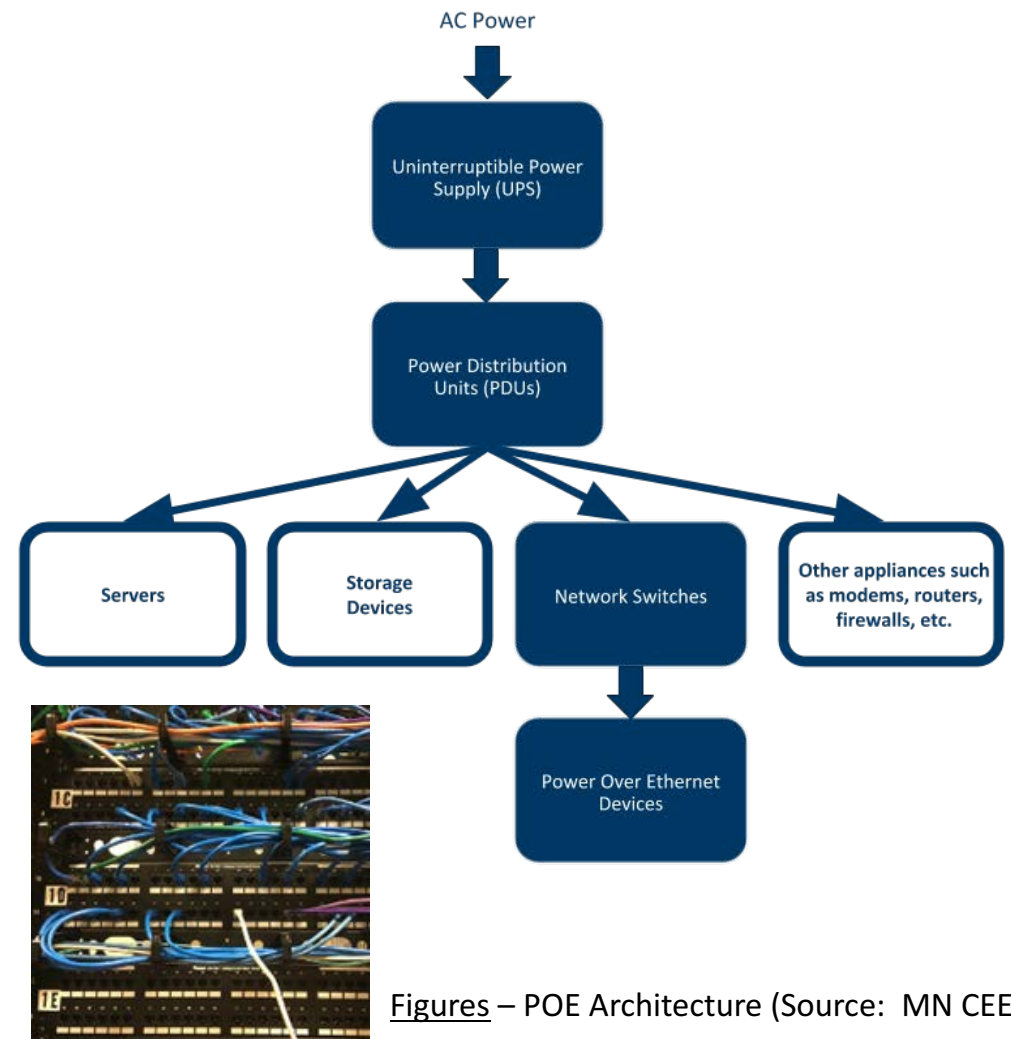 AC Power
Uninterruptible Power
Supply (UPS)
Power Distribution
Units (PDUs)
Servers
Storage
Devices
Network Switches
Other appliances such
as modems, routers,
firewalls, etc.
Power Over Ethernet
Devices
1C
1D
1E
Figures – POE Architecture (Source:  MN CEE